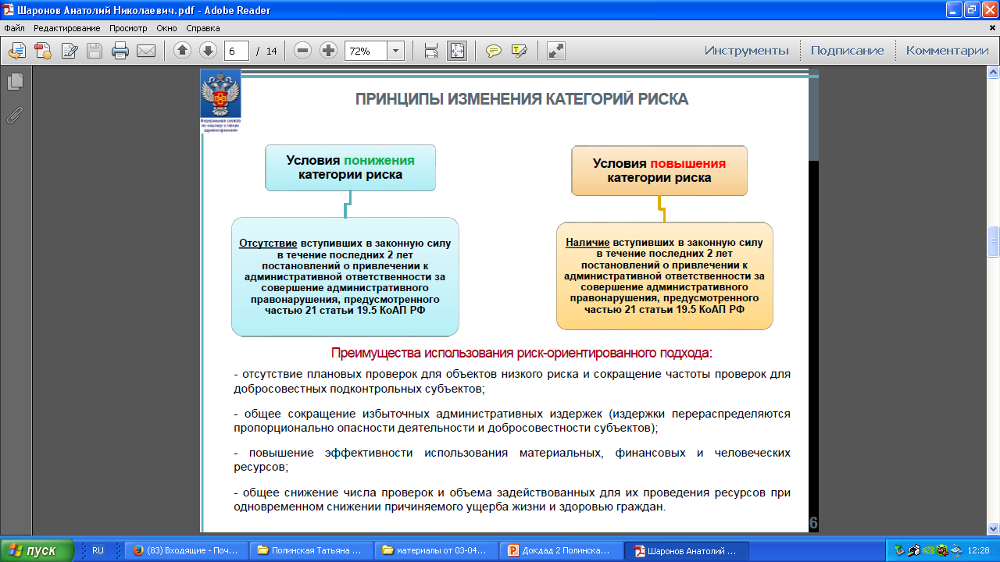 Шаронов Анатолий Николаевич.pdf - Adobe Reader
Файл Редактирование Просмотр Окно Справка
6 / 14 72% Инструменты Подписание Комментарии
Федеральная служба
по надзору в сфере
здравоохранения
ПРИНЦИПЫ ИЗМЕНЕНИЯ КАТЕГОРИЙ РИСКА
Условия понижения
категории риска
Отсутствие вступивших в законную силу
в течение последних 2 лет
постановлений о привлечении к
административной ответственности за
совершение административного
правонарушения, предусмотренного
частью 21 статьи 19.5 КоАП РФ
Условия повышения
категории риска
Наличие вступивших в законную силу
в течение последних 2 лет
постановлений о привлечении к
административной ответственности за
совершение административного
правонарушения, предусмотренного
частью 21 статьи 19.5 КоАП РФ
Преимущества использования риск-ориентированного подхода:
- отсутствие плановых проверок для объектов низкого риска и сокращение частоты проверок для
добросовестных подконтрольных субъектов;
- общее сокращение избыточных административных издержек (издержки перераспределяются
пропорционально опасности деятельности и добросовестности субъектов);
- повышение эффективности использования материальных, финансовых и человеческих
ресурсов;
- общее снижение числа проверок и объема задействованных для их проведения ресурсов при
одновременном снижении причиняемого ущерба жизни и здоровью граждан.
6
пуск RU (83) Входящие - Поч... Полинская Татьяна ... материалы от 03-04... Докдад 2 Полинска... Шаронов Анатолий ... 12:28